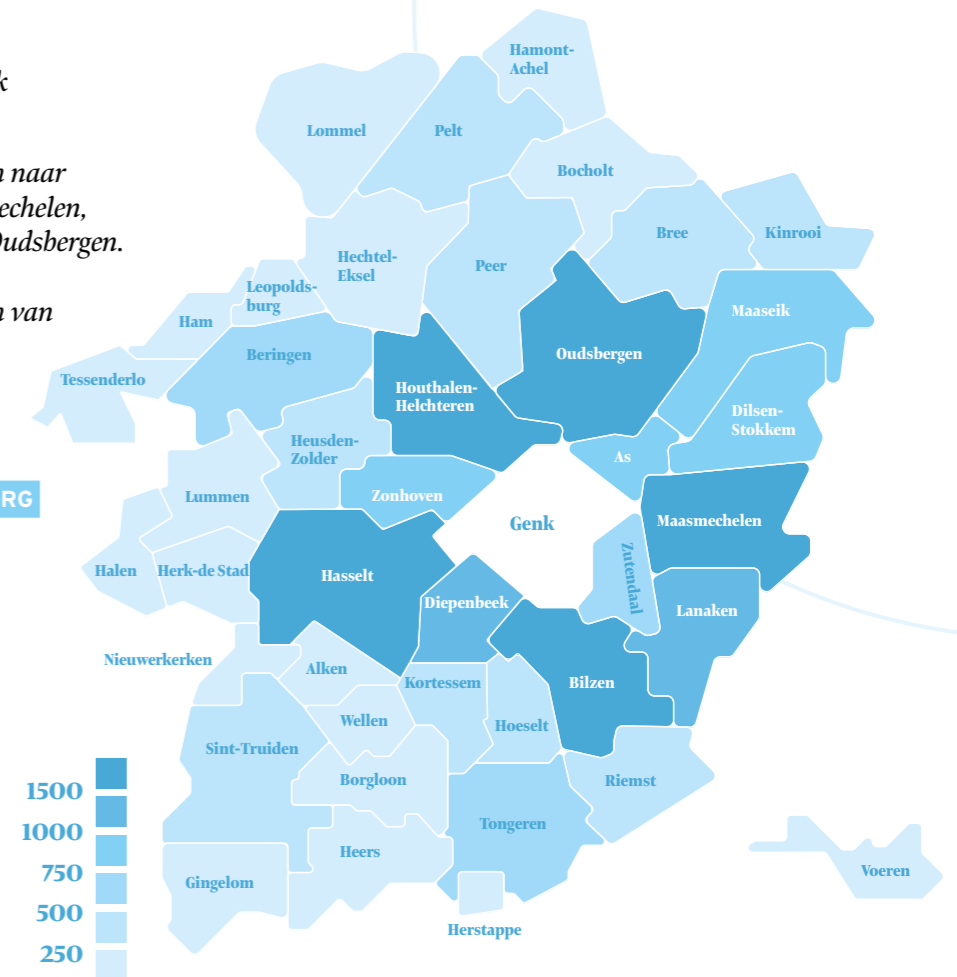 k
n naar
echelen,
Oudsbergen.
n van
RG
Hamont-
Achel
Lommel
Pelt
Bocholt
Bree
Kinrooi
Hechtel-
Eksel
Peer
Leopolds-
burg
Ham
Maaseik
Beringen
Oudsbergen
Tessenderlo
Houthalen-
Helchteren
Dilsen-
Stokkem
Heusden-
Zolder
As
Lummen
Zonhoven
Genk
Maasmechelen
Halen
Herk-de Stad
Hasselt
Zutendaal
Diepenbeek
Lanaken
Nieuwerkerken
Alken
Kortessem
Bilzen
Wellen
Hoeselt
Sint-Truiden
Borgloon
Riemst
Tongeren
Heers
Gingelom
Voeren
Herstappe
1500
1000
750
500
250